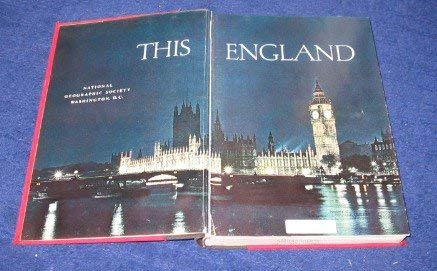 THIS ENGLAND
NATIONAL
GEOGRAPHIC SOCIETY
WASHINGTON, D.C.